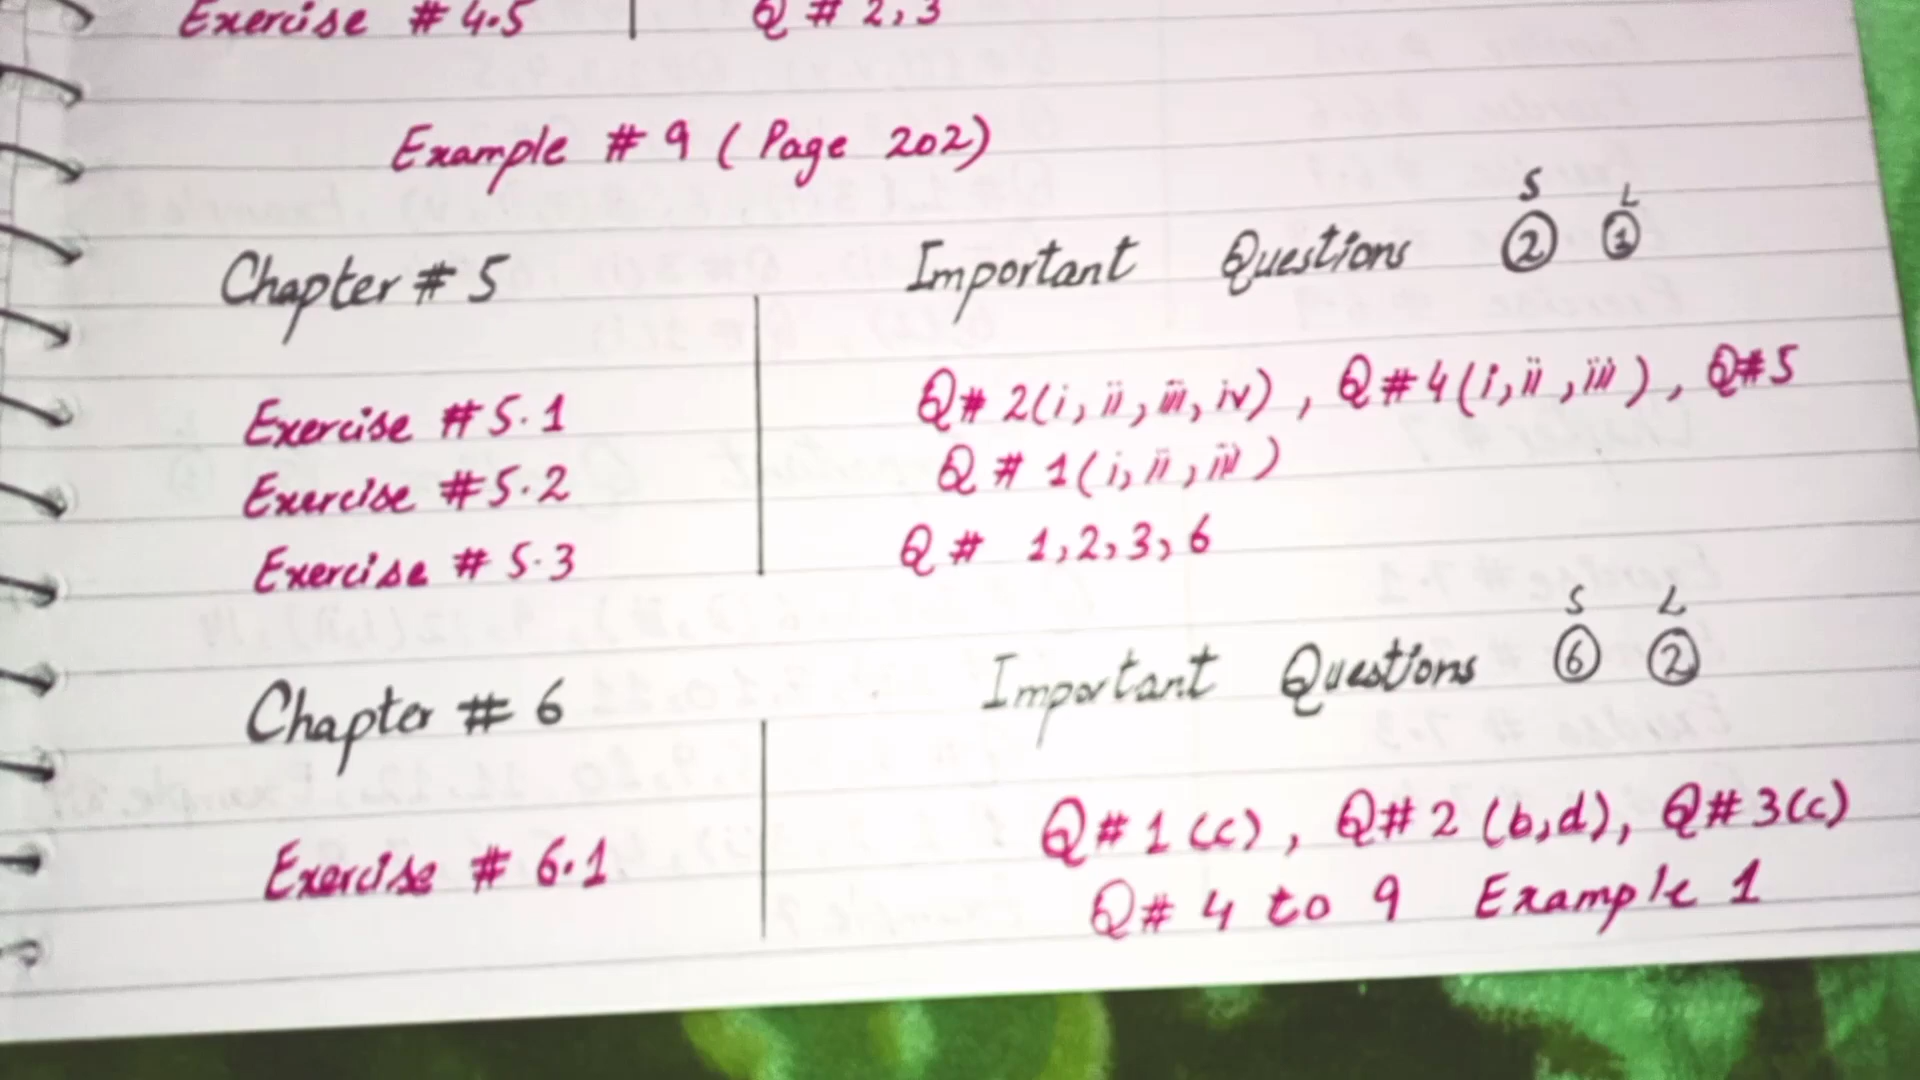 Exercise # 4.5 Q # 2,3
Example # 9 ( Page 202)
S L
Chapter # 5 Important Questions 2 1
Exercise # 5.1 Q# 2(i, ii, iii, iv), Q#4(i, ii, iii), Q#5
Exercise # 5.2 Q # 1(i, ii, iii)
Exercise # 5.3 Q # 1,2,3,6
S L
Chapter # 6 Important Questions 6 2
Exercise # 6.1 Q#1(c), Q#2(b,d), Q#3(c)
Q# 4 to 9 Example 1